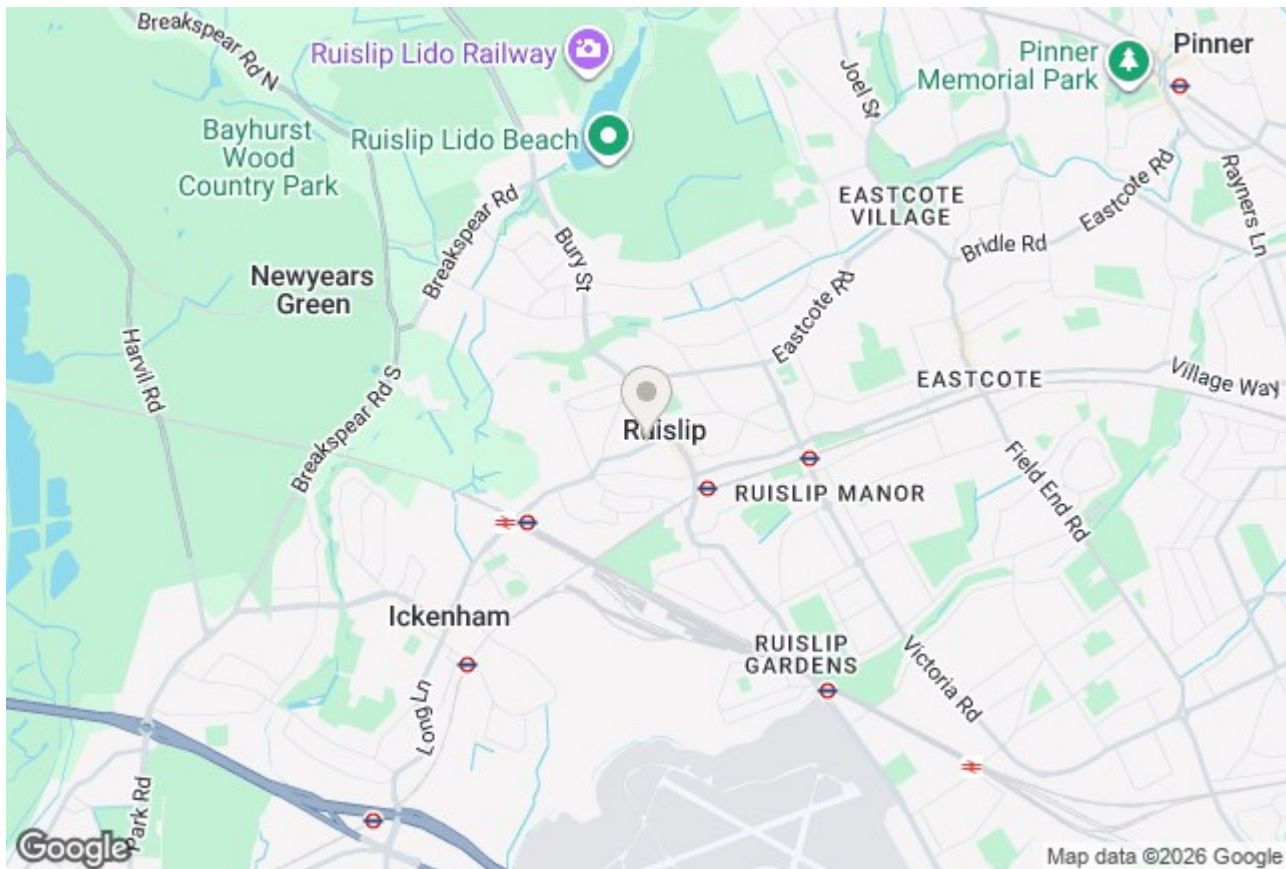 Breakspear Rd N
Ruislip Lido Railway
Joel St
Pinner
Memorial Park
Pinner
Bayhurst
Wood
Country Park
Ruislip Lido Beach
Breakspear Rd
Bury St
EASTCOTE
VILLAGE
Eastcote Rd
Rayners Ln
Bridle Rd
Newyears
Green
Eastcote Rd
Harvil Rd
Breakspear Rd S
EASTCOTE
Village Way
Ruislip
Field End Rd
RUISLIP MANOR
Ickenham
RUISLIP
GARDENS
Victoria Rd
Long Ln
Park Rd
Google
Map data ©2026 Google